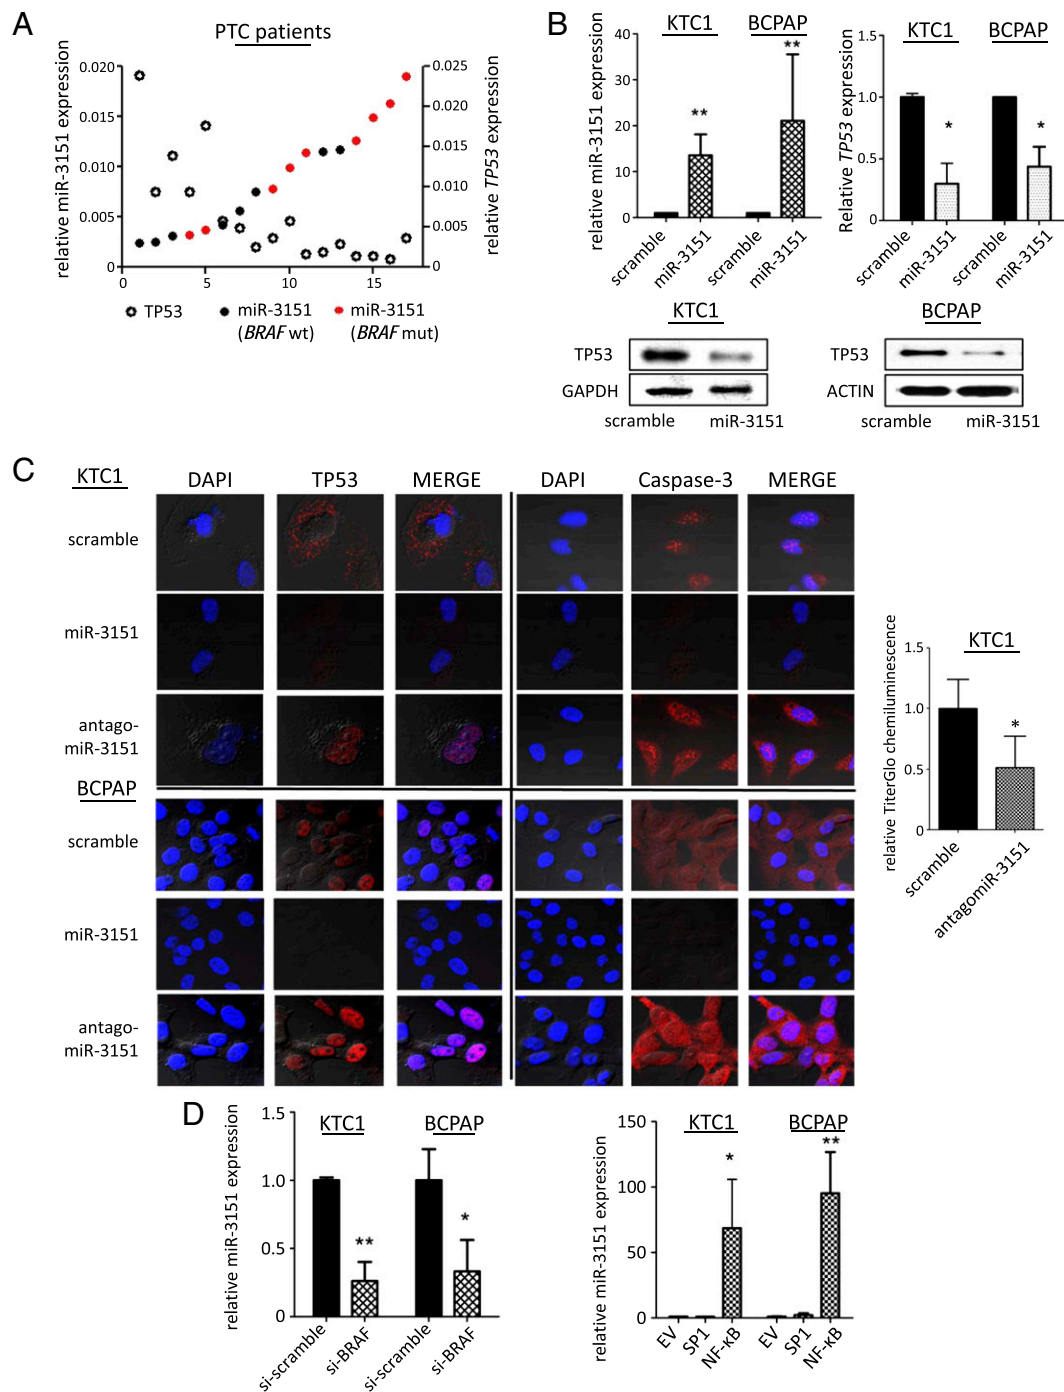 A
PTC patients
relative miR-3151 expression
0.020
0.015
0.010
0.005
0
0.025
0.020
0.015
0.010
0.005
0
relative TP53 expression
0 5 10 15
TP53
miR-3151
(BRAF wt)
miR-3151
(BRAF mut)
B
KTC1 BCPAP
relative miR-3151 expression
40
30
20
10
0
** **
scramble miR-3151 scramble miR-3151
KTC1 BCPAP
Relative TP53 expression
1.5
1.0
0.5
0
* *
scramble miR-3151 scramble miR-3151
KTC1
TP53
GAPDH
scramble miR-3151
BCPAP
TP53
ACTIN
scramble miR-3151
C
KTC1
DAPI TP53 MERGE DAPI Caspase-3 MERGE
scramble
miR-3151
antago-
miR-3151
BCPAP
scramble
miR-3151
antago-
miR-3151
KTC1
relative TiterGlo chemiluminescence
1.5
1.0
0.5
0
*
scramble antagomiR-3151
D
KTC1 BCPAP
relative miR-3151 expression
1.5
1.0
0.5
0
** *
si-scramble si-BRAF si-scramble si-BRAF
KTC1 BCPAP
relative miR-3151 expression
150
100
50
0
* **
EV SP1 NF-κB EV SP1 NF-κB